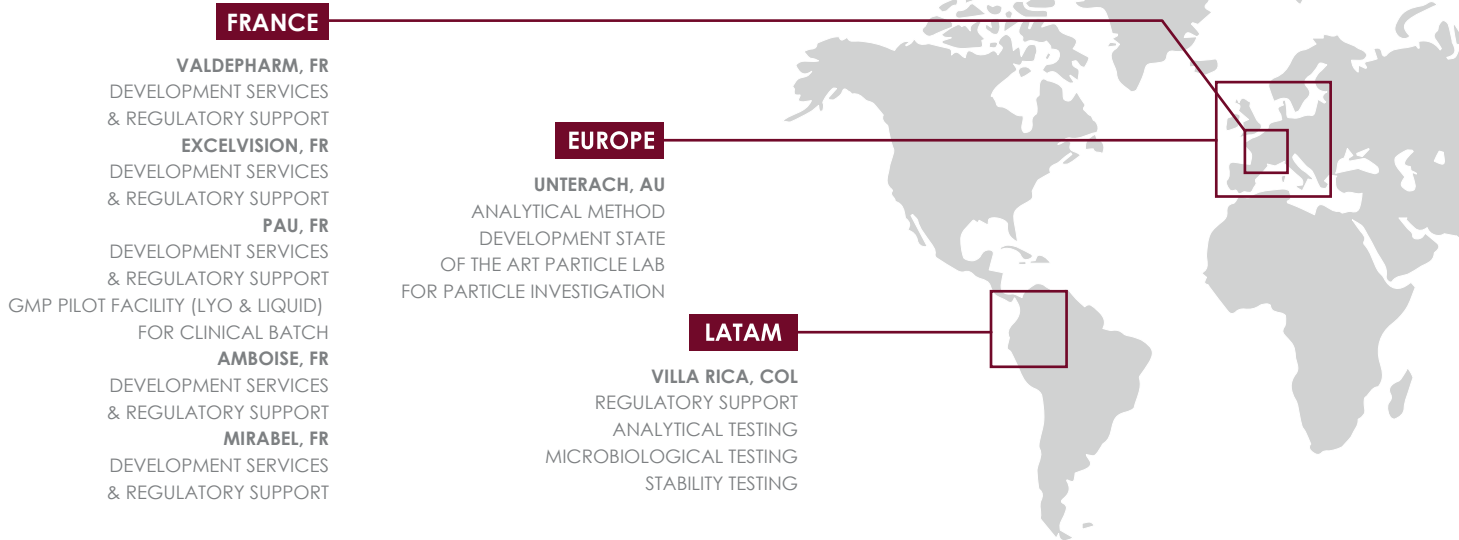 FRANCE
VALDEPHARM, FR
DEVELOPMENT SERVICES
& REGULATORY SUPPORT
EXCELVISION, FR
DEVELOPMENT SERVICES
& REGULATORY SUPPORT
PAU, FR
DEVELOPMENT SERVICES
& REGULATORY SUPPORT
GMP PILOT FACILITY (LYO & LIQUID)
FOR CLINICAL BATCH
AMBOISE, FR
DEVELOPMENT SERVICES
& REGULATORY SUPPORT
MIRABEL, FR
DEVELOPMENT SERVICES
& REGULATORY SUPPORT
EUROPE
UNTERACH, AU
ANALYTICAL METHOD
DEVELOPMENT STATE
OF THE ART PARTICLE LAB
FOR PARTICLE INVESTIGATION
LATAM
VILLA RICA, COL
REGULATORY SUPPORT
ANALYTICAL TESTING
MICROBIOLOGICAL TESTING
STABILITY TESTING